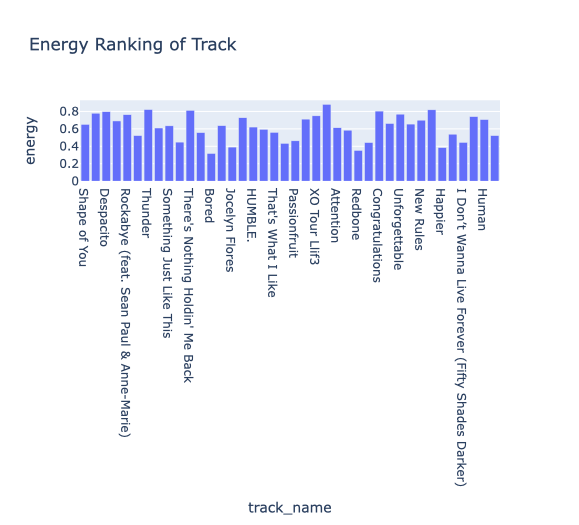 Energy Ranking of Track
energy
0.8
0.6
0.4
0.2
0
Shape of You
Despacito
Rockabye (feat. Sean Paul & Anne-Marie)
Thunder
Something Just Like This
There's Nothing Holdin' Me Back
Bored
Jocelyn Flores
HUMBLE.
That's What I Like
Passionfruit
XO Tour Llif3
Attention
Redbone
Congratulations
Unforgettable
New Rules
Happier
I Don’t Wanna Live Forever (Fifty Shades Darker)
Human
track_name